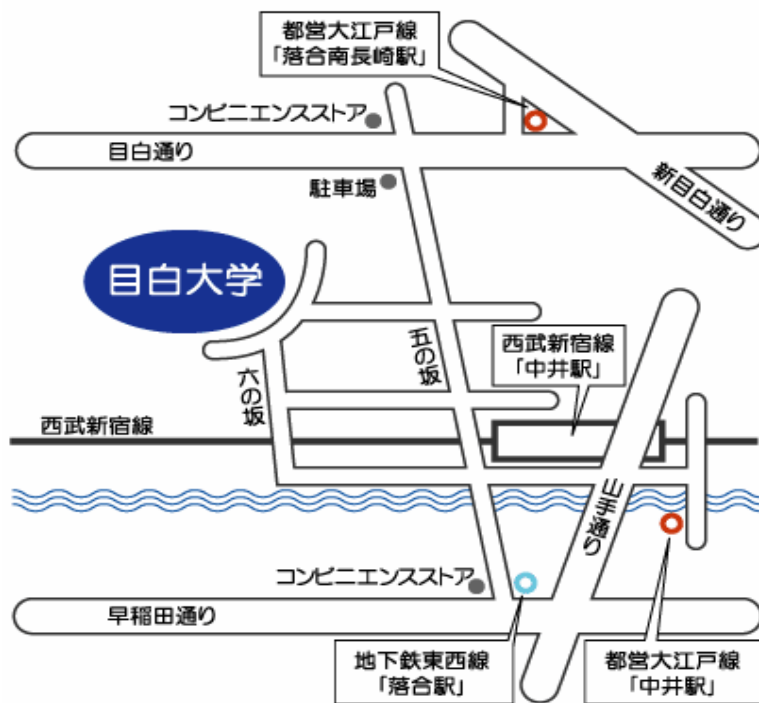 都営大江戸線
「落合南長崎駅」
コンビニエンスストア
目白通り
駐車場
新目白通り
目白大学
五の坂
西武新宿線
「中井駅」
六の坂
西武新宿線
山手通り
コンビニエンスストア
早稲田通り
地下鉄東西線
「落合駅」
都営大江戸線
「中井駅」